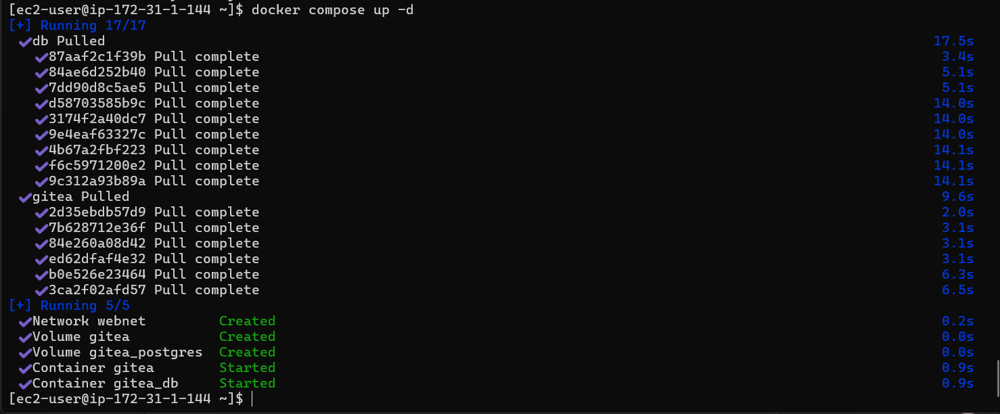 [ec2-user@ip-172-31-1-144 ~]$ docker compose up -d
[+] Running 17/17
✔db Pulled 17.5s
✔87aaf2c1f39b Pull complete 3.4s
✔84ae6d252b40 Pull complete 5.1s
✔7dd90d8c5ae5 Pull complete 5.1s
✔d58703585b9c Pull complete 14.0s
✔3174f2a40dc7 Pull complete 14.0s
✔9e4eaf63327c Pull complete 14.0s
✔4b67a2fbf223 Pull complete 14.1s
✔f6c5971200e2 Pull complete 14.1s
✔9c312a93b89a Pull complete 14.1s
✔gitea Pulled 9.6s
✔2d35ebdb57d9 Pull complete 2.0s
✔7b628712e36f Pull complete 3.1s
✔84e260a08d42 Pull complete 3.1s
✔ed62dfaf4e32 Pull complete 3.1s
✔b0e526e23464 Pull complete 6.3s
✔3ca2f02afd57 Pull complete 6.5s
[+] Running 5/5
✔Network webnet Created 0.2s
✔Volume gitea Created 0.0s
✔Volume gitea_postgres Created 0.0s
✔Container gitea Started 0.9s
✔Container gitea_db Started 0.9s
[ec2-user@ip-172-31-1-144 ~]$